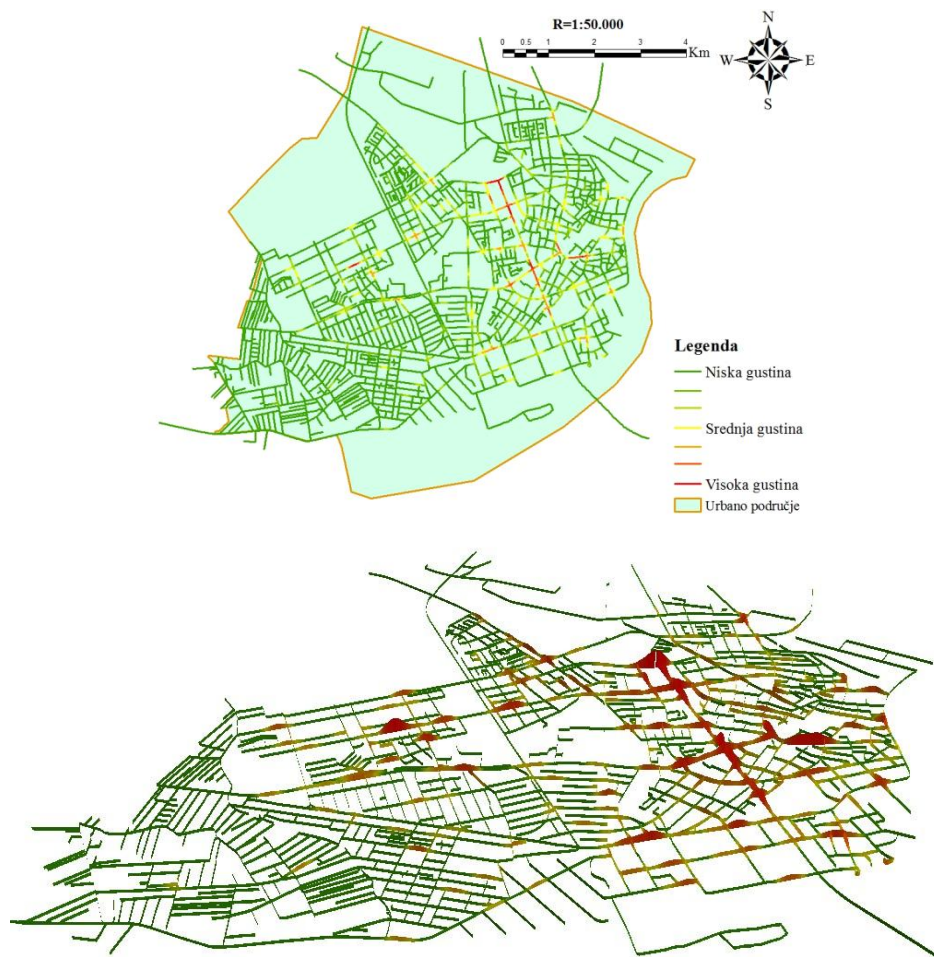 R=1:50.000
0 0.5 1 2 3 4
Km
N
W E
S
Legenda
Niska gustina
Srednja gustina
Visoka gustina
Urbano područje